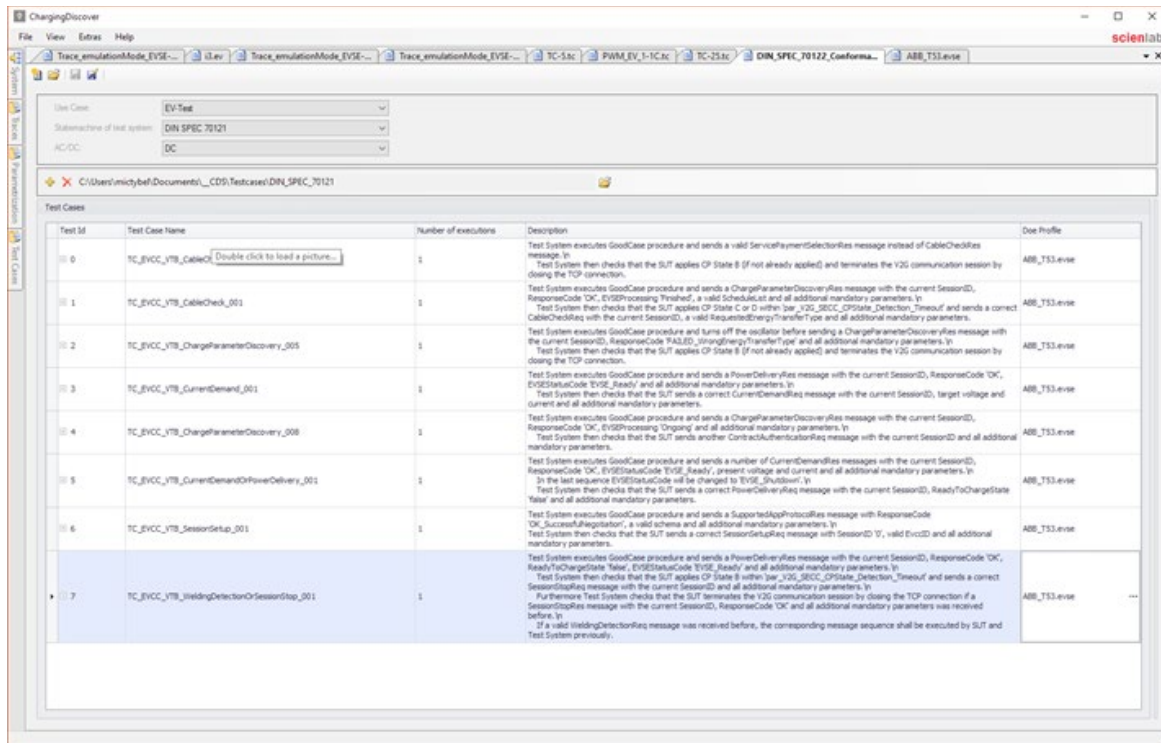 ChargingDiscover
File View Extras Help
scienlab
Trace_emulationMode_EVSE-... i3.ev Trace_emulationMode_EVSE-... Trace_emulationMode_EVSE-... TC-5.tc PWM_EV_1-1C.tc TC-25.tc DIN_SPEC_70122_Conforma... ABB_T53.evse
System
Traces
Parametrization
Test Cases
Use Case: EV-Test
Statemachine of test system: DIN SPEC 70121
AC/DC: DC
C:\Users\mictybel\Documents\__CDS\Testcases\DIN_SPEC_70121
Test Cases
Test Id Test Case Name Number of executions Description Doe Profile
0 TC_EVCC_VTB_CableC Double click to load a picture... 1 ABB_T53.evse
Test System executes GoodCase procedure and sends a valid ServicePaymentSelectionRes message instead of CableCheckRes
message.\n
Test System then checks that the SUT applies CP State B (if not already applied) and terminates the V2G communication session by
closing the TCP connection.
1 TC_EVCC_VTB_CableCheck_001 1 ABB_T53.evse
Test System executes GoodCase procedure and sends a ChargeParameterDiscoveryRes message with the current SessionID,
ResponseCode 'OK', EVSEProcessing 'Finished', a valid ScheduleList and all additional mandatory parameters.\n
Test System then checks that the SUT applies CP State C or D within 'par_V2G_SECC_CPState_Detection_Timeout' and sends a correct
CableCheckReq with the current SessionID, a valid RequestedEnergyTransferType and all additional mandatory parameters.
2 TC_EVCC_VTB_ChargeParameterDiscovery_005 1 ABB_T53.evse
Test System executes GoodCase procedure and turns off the oscillator before sending a ChargeParameterDiscoveryRes message with
the current SessionID, ResponseCode 'FAILED_WrongEnergyTransferType' and all additional mandatory parameters.\n
Test System then checks that the SUT applies CP State B (if not already applied) and terminates the V2G communication session by
closing the TCP connection.
3 TC_EVCC_VTB_CurrentDemand_001 1 ABB_T53.evse
Test System executes GoodCase procedure and sends a PowerDeliveryRes message with the current SessionID, ResponseCode 'OK',
EVSEStatusCode 'EVSE_Ready' and all additional mandatory parameters.\n
Test System then checks that the SUT sends a correct CurrentDemandReq message with the current SessionID, target voltage and
current and all additional mandatory parameters.
4 TC_EVCC_VTB_ChargeParameterDiscovery_008 1 ABB_T53.evse
Test System executes GoodCase procedure and sends a ChargeParameterDiscoveryRes message with the current SessionID,
ResponseCode 'OK', EVSEProcessing 'Ongoing' and all additional mandatory parameters.\n
Test System then checks that the SUT sends another ContractAuthenticationReq message with the current SessionID and all additional
mandatory parameters.
5 TC_EVCC_VTB_CurrentDemandOrPowerDelivery_001 1 ABB_T53.evse
Test System executes GoodCase procedure and sends a number of CurrentDemandRes messages with the current SessionID,
ResponseCode 'OK', EVSEStatusCode 'EVSE_Ready', present voltage and current and all additional mandatory parameters.\n
In the last sequence EVSEStatusCode will be changed to 'EVSE_Shutdown'.\n
Test System then checks that the SUT sends a correct PowerDeliveryReq message with the current SessionID, ReadyToChargeState
'false' and all additional mandatory parameters.
6 TC_EVCC_VTB_SessionSetup_001 1 ABB_T53.evse
Test System executes GoodCase procedure and sends a SupportedAppProtocolRes message with ResponseCode
'OK_SuccessfulNegotiation', a valid schema and all additional mandatory parameters.\n
Test System then checks that the SUT sends a correct SessionSetupReq message with SessionID '0', valid EvccID and all additional
mandatory parameters.
7 TC_EVCC_VTB_WeldingDetectionOrSessionStop_001 1 ABB_T53.evse ...
Test System executes GoodCase procedure and sends a PowerDeliveryRes message with the current SessionID, ResponseCode 'OK',
ReadyToChargeState 'false', EVSEStatusCode 'EVSE_Ready' and all additional mandatory parameters.\n
Test System then checks that the SUT applies CP State B within 'par_V2G_SECC_CPState_Detection_Timeout' and sends a correct
SessionStopReq message with the current SessionID and all additional mandatory parameters.\n
Furthermore Test System checks that the SUT terminates the V2G communication session by closing the TCP connection if a
SessionStopRes message with the current SessionID, ResponseCode 'OK' and all additional mandatory parameters was received
before.\n
If a valid WeldingDetectionReq message was received before, the corresponding message sequence shall be executed by SUT and
Test System previously.